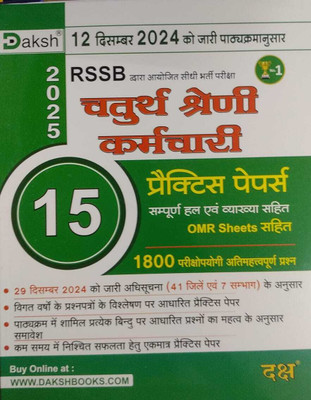 Daksh®
12 दिसम्बर 2024 को जारी पाठ्यक्रमानुसार
2025
RSSB द्वारा आयोजित सीधी भर्ती परीक्षा
-1
चतुर्थ श्रेणी
कर्मचारी
15
प्रैक्टिस पेपर्स
सम्पूर्ण हल एवं व्याख्या सहित
OMR Sheets सहित
1800 परीक्षोपयोगी अतिमहत्त्वपूर्ण प्रश्न
• 29 दिसम्बर 2024 को जारी अधिसूचना (41 जिलें एवं 7 सम्भाग) के अनुसार
• विगत वर्षों के प्रश्नपत्रों के विश्लेषण पर आधारित प्रैक्टिस पेपर
• पाठ्यक्रम में शामिल प्रत्येक बिन्दु पर आधारित प्रश्नों का महत्व के अनुसार
समावेश
• कम समय में निश्चित सफलता हेतु एकमात्र प्रैक्टिस पेपर
Buy Online at :
WWW.DAKSHBOOKS.COM
दक्ष